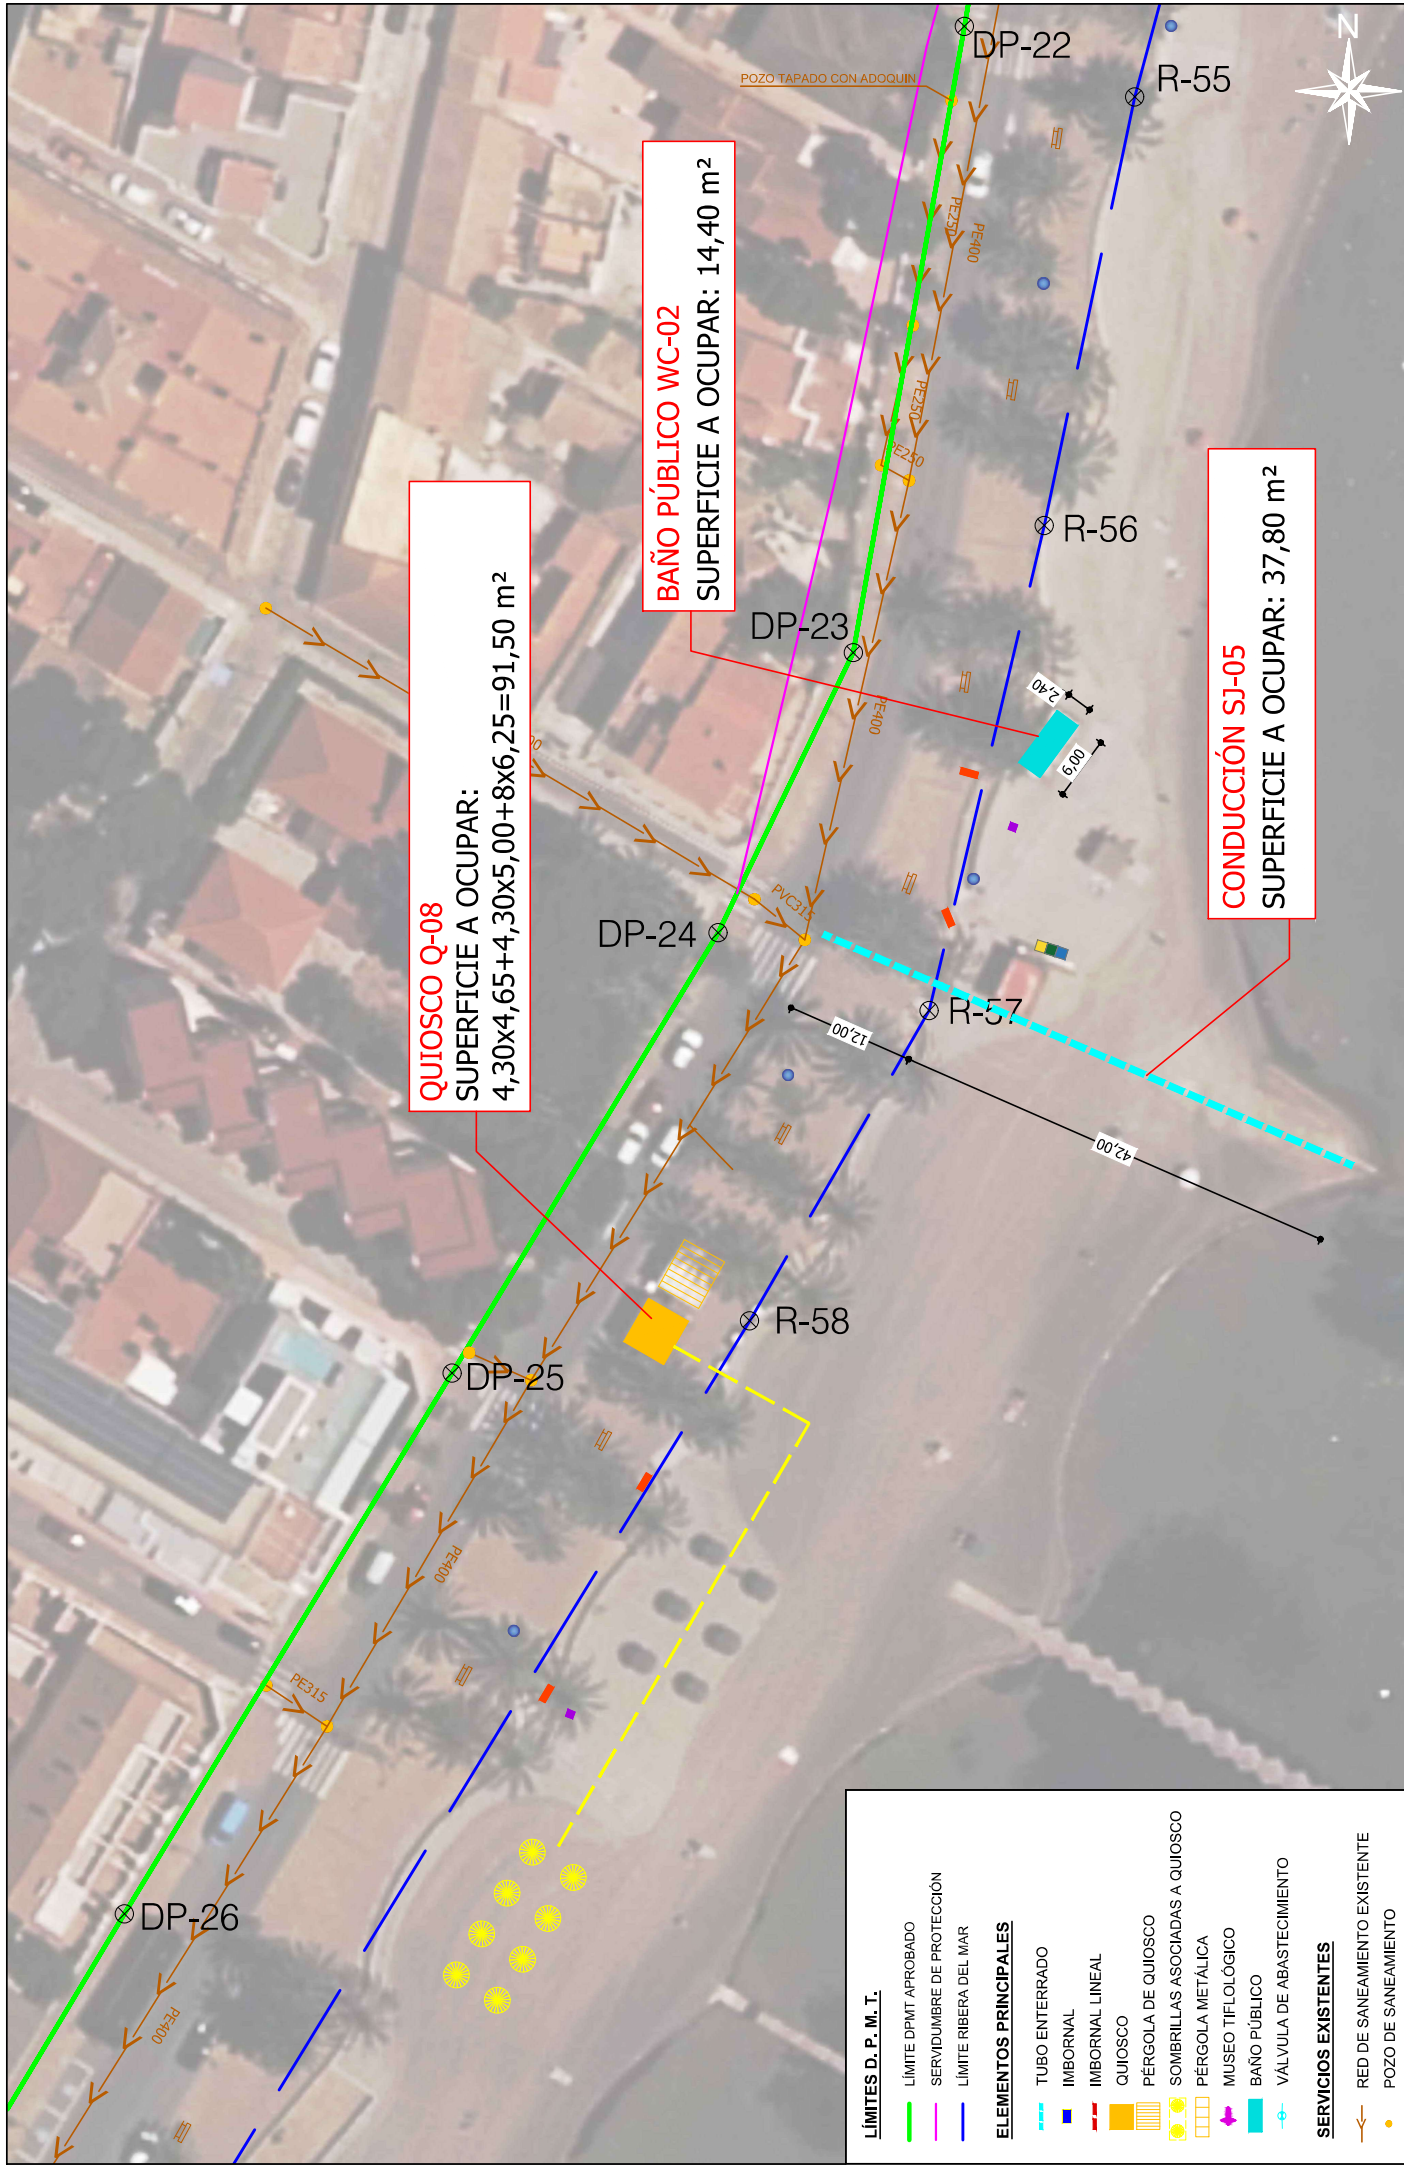 N
DP-22
R-55
POZO TAPADO CON ADOQUIN
PE250
PE400
BAÑO PÚBLICO WC-02
SUPERFICIE A OCUPAR: 14,40 m²
PE250
PE250
R-56
QUIOSCO Q-08
SUPERFICIE A OCUPAR:
4,30x4,65+4,30x5,00+8x6,25=91,50 m²
CONDUCCIÓN SJ-05
SUPERFICIE A OCUPAR: 37,80 m²
DP-23
PE400
2,40
6,00
PVC315
DP-24
R-57
12,00
42,00
R-58
DP-25
PE400
PE315
DP-26
PE400
LÍMITES D. P. M. T.
LÍMITE DPMT APROBADO
SERVIDUMBRE DE PROTECCIÓN
LÍMITE RIBERA DEL MAR
ELEMENTOS PRINCIPALES
TUBO ENTERRADO
IMBORNAL
IMBORNAL LINEAL
QUIOSCO
PÉRGOLA DE QUIOSCO
SOMBRILLAS ASOCIADAS A QUIOSCO
PÉRGOLA METÁLICA
MUSEO TIFLOLÓGICO
BAÑO PÚBLICO
VÁLVULA DE ABASTECIMIENTO
SERVICIOS EXISTENTES
RED DE SANEAMIENTO EXISTENTE
POZO DE SANEAMIENTO